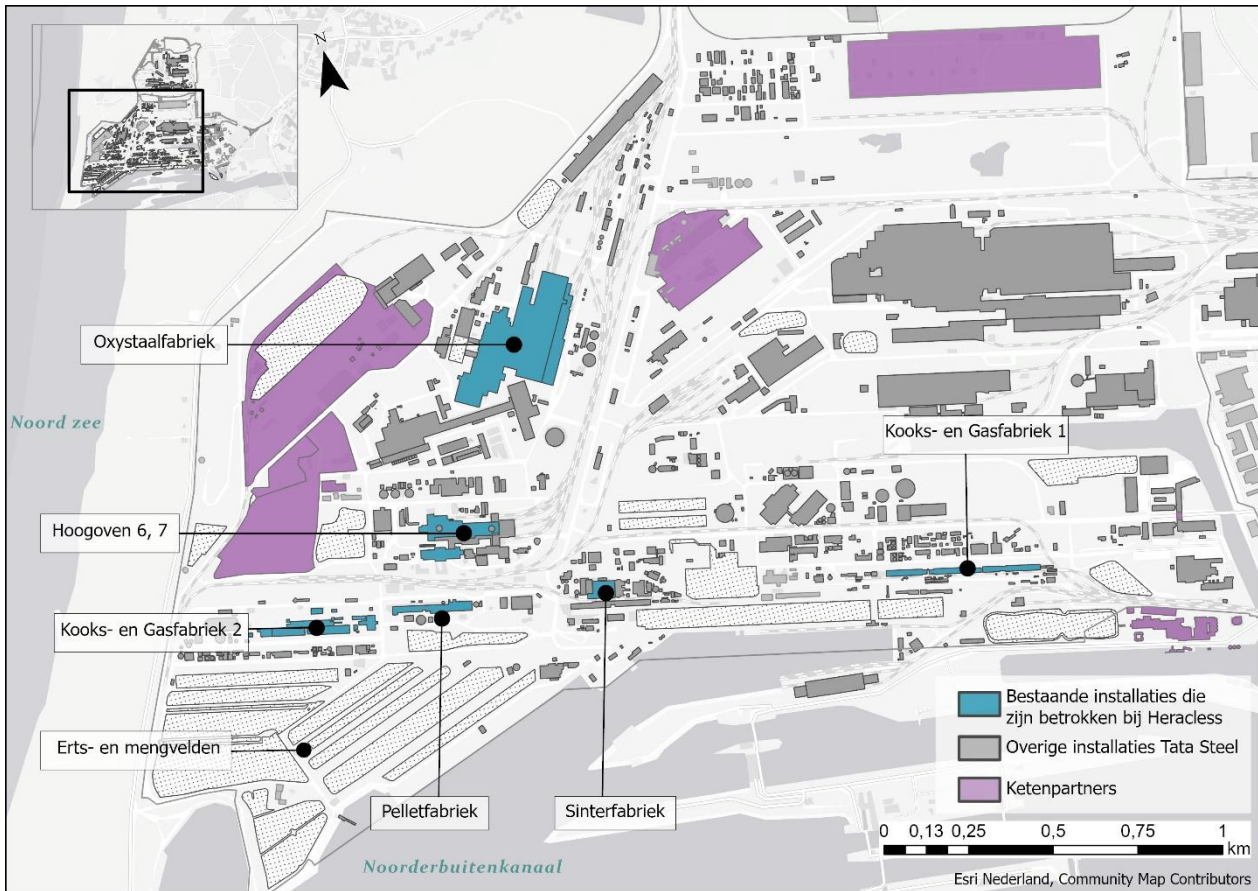 N
Oxystaalfabriek
Noord zee
Kooks- en Gasfabriek 1
Hoogoven 6, 7
Kooks- en Gasfabriek 2
Erts- en mengvelden
Pelletfabriek
Sinterfabriek
Noorderbuitenkanaal
Bestaande installaties die
zijn betrokken bij Heracless
Overige installaties Tata Steel
Ketenpartners
0 0,13 0,25 0,5 0,75 1
km
Esri Nederland, Community Map Contributors